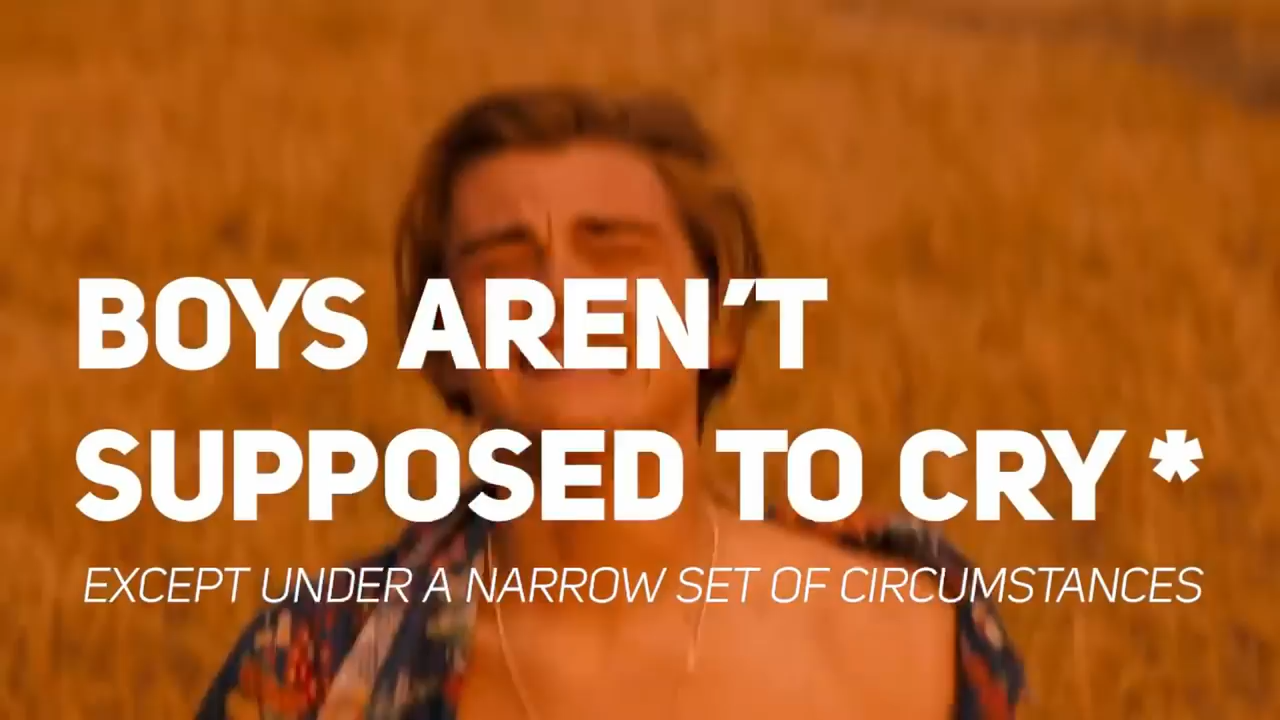 BOYS AREN'T
SUPPOSED TO CRY *
EXCEPT UNDER A NARROW SET OF CIRCUMSTANCES